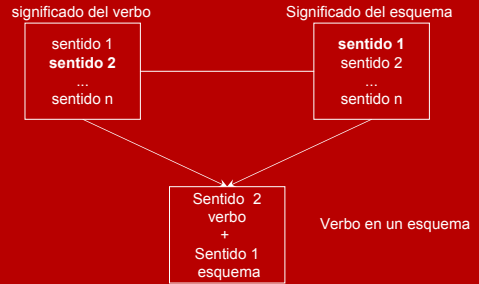 significado del verbo
Significado del esquema
sentido 1
sentido 2
...
sentido n
sentido 1
sentido 2
...
sentido n
Sentido 2
verbo
+
Sentido 1
esquema
Verbo en un esquema